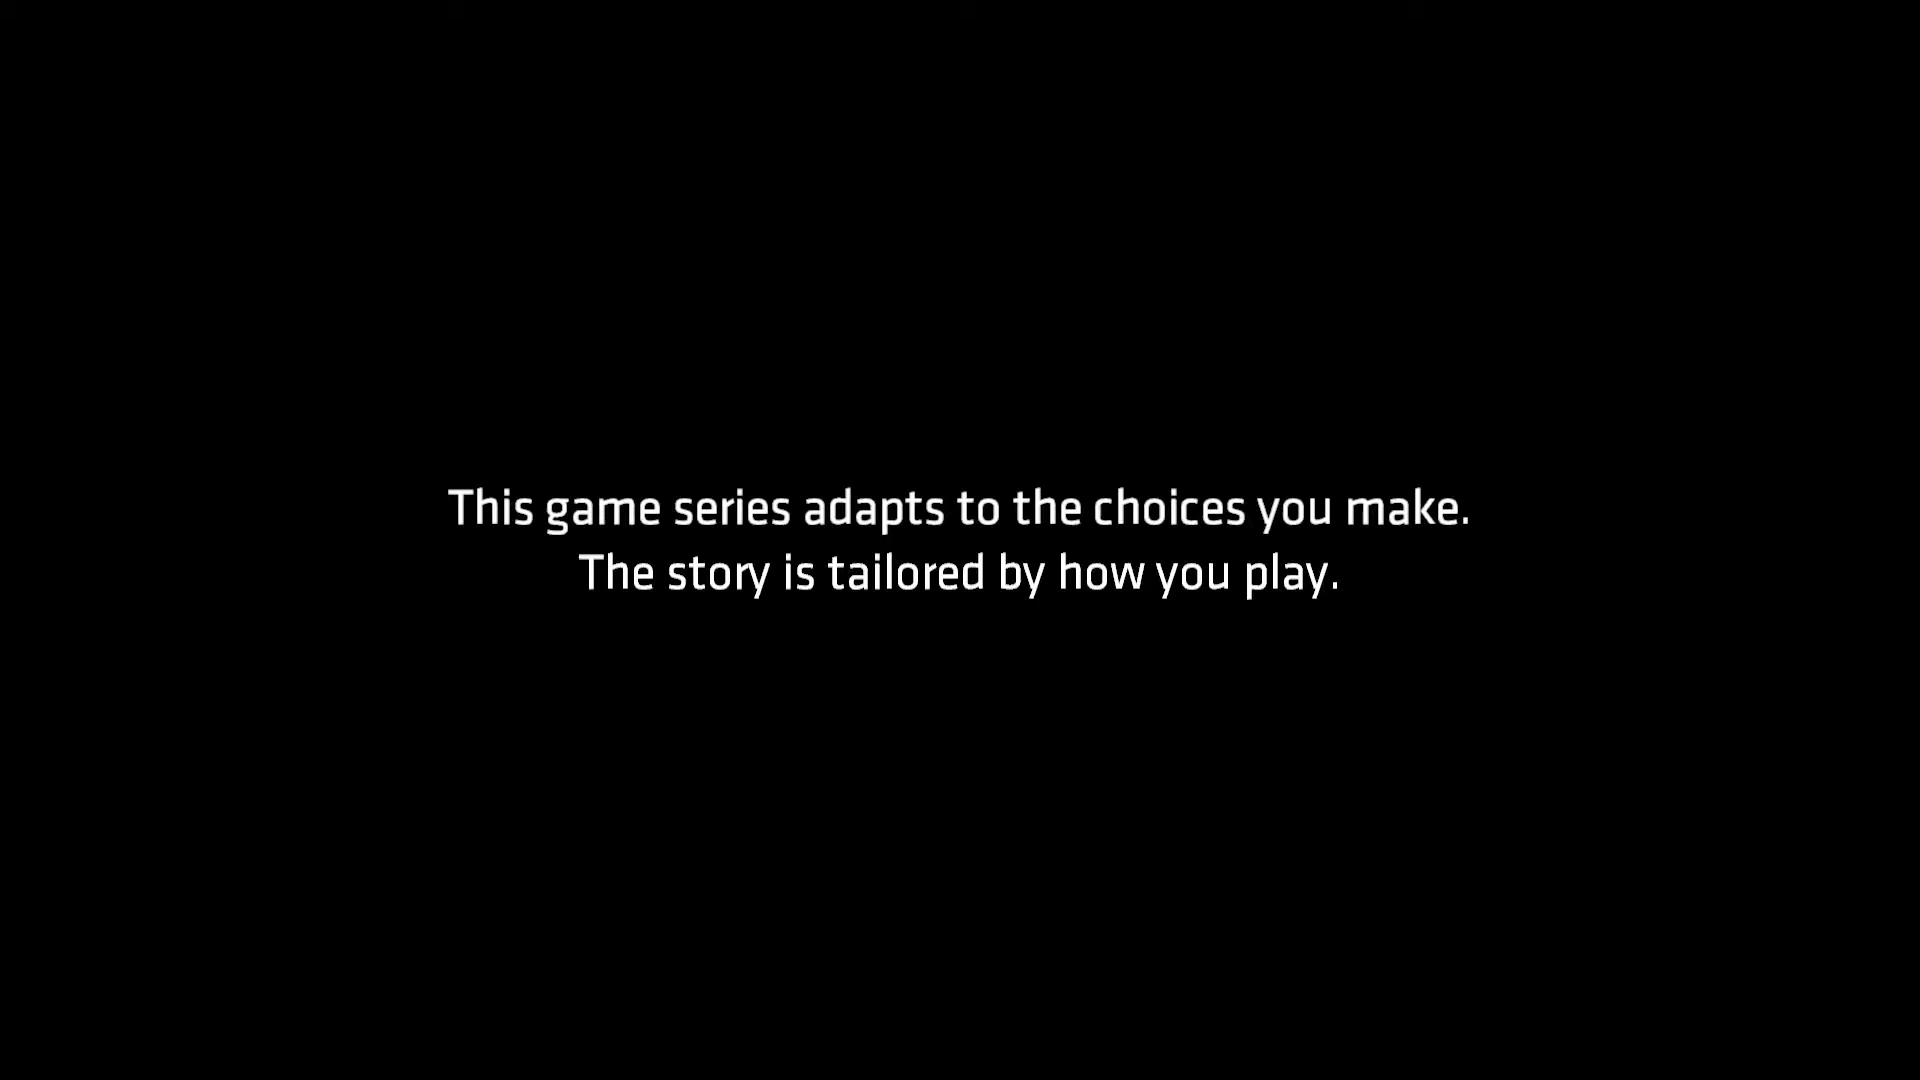 This game series adapts to the choices you make.
The story is tailored by how you play.